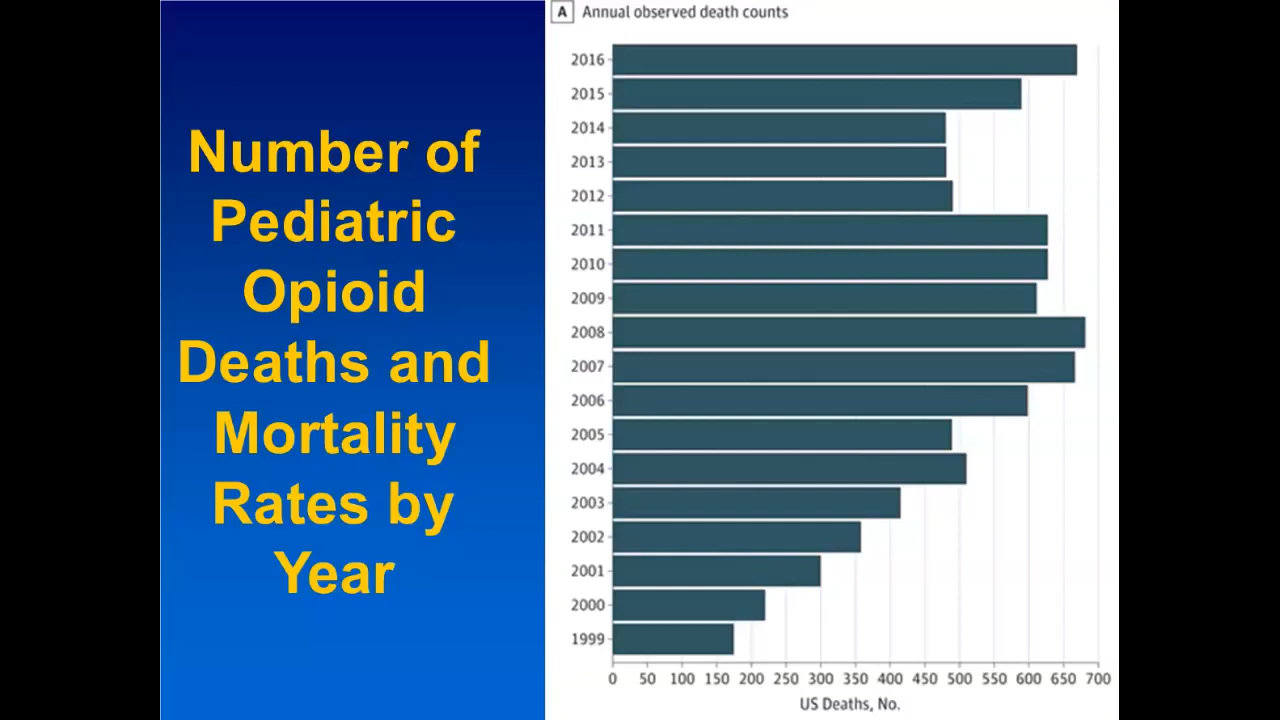 Number of
Pediatric
Opioid
Deaths and
Mortality
Rates by
Year
A Annual observed death counts
2016
2015
2014
2013
2012
2011
2010
2009
2008
2007
2006
2005
2004
2003
2002
2001
2000
1999
0 50 100 150 200 250 300 350 400 450 500 550 600 650 700
US Deaths, No.